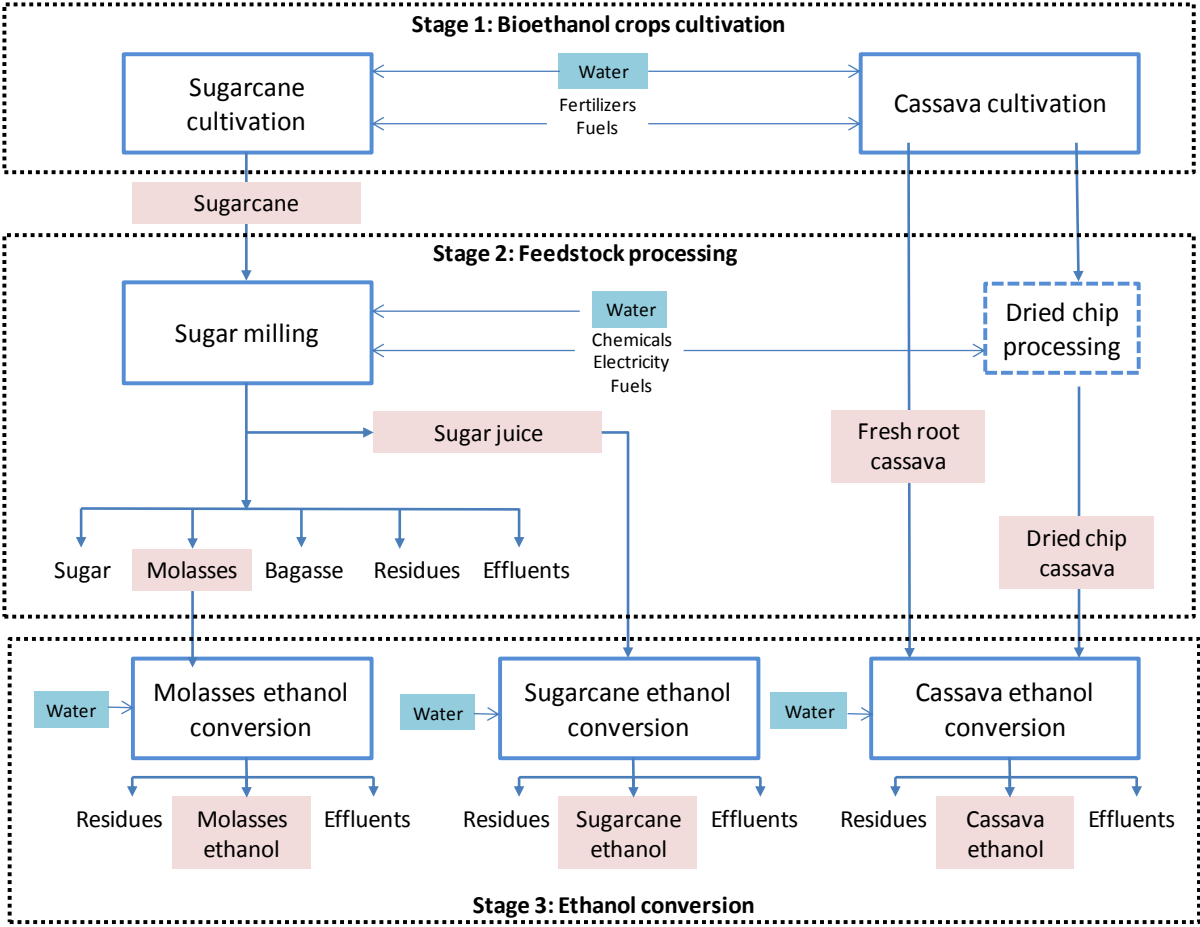 Stage 1: Bioethanol crops cultivation
Sugarcane
cultivation
Water
Fertilizers
Fuels
Cassava cultivation
Sugarcane
Stage 2: Feedstock processing
Sugar milling
Water
Chemicals
Electricity
Fuels
Dried chip
processing
Sugar juice
Fresh root
cassava
Sugar
Molasses
Bagasse
Residues
Effluents
Dried chip
cassava
Water
Molasses ethanol
conversion
Water
Sugarcane ethanol
conversion
Water
Cassava ethanol
conversion
Residues
Molasses
ethanol
Effluents
Residues
Sugarcane
ethanol
Effluents
Residues
Cassava
ethanol
Effluents
Stage 3: Ethanol conversion